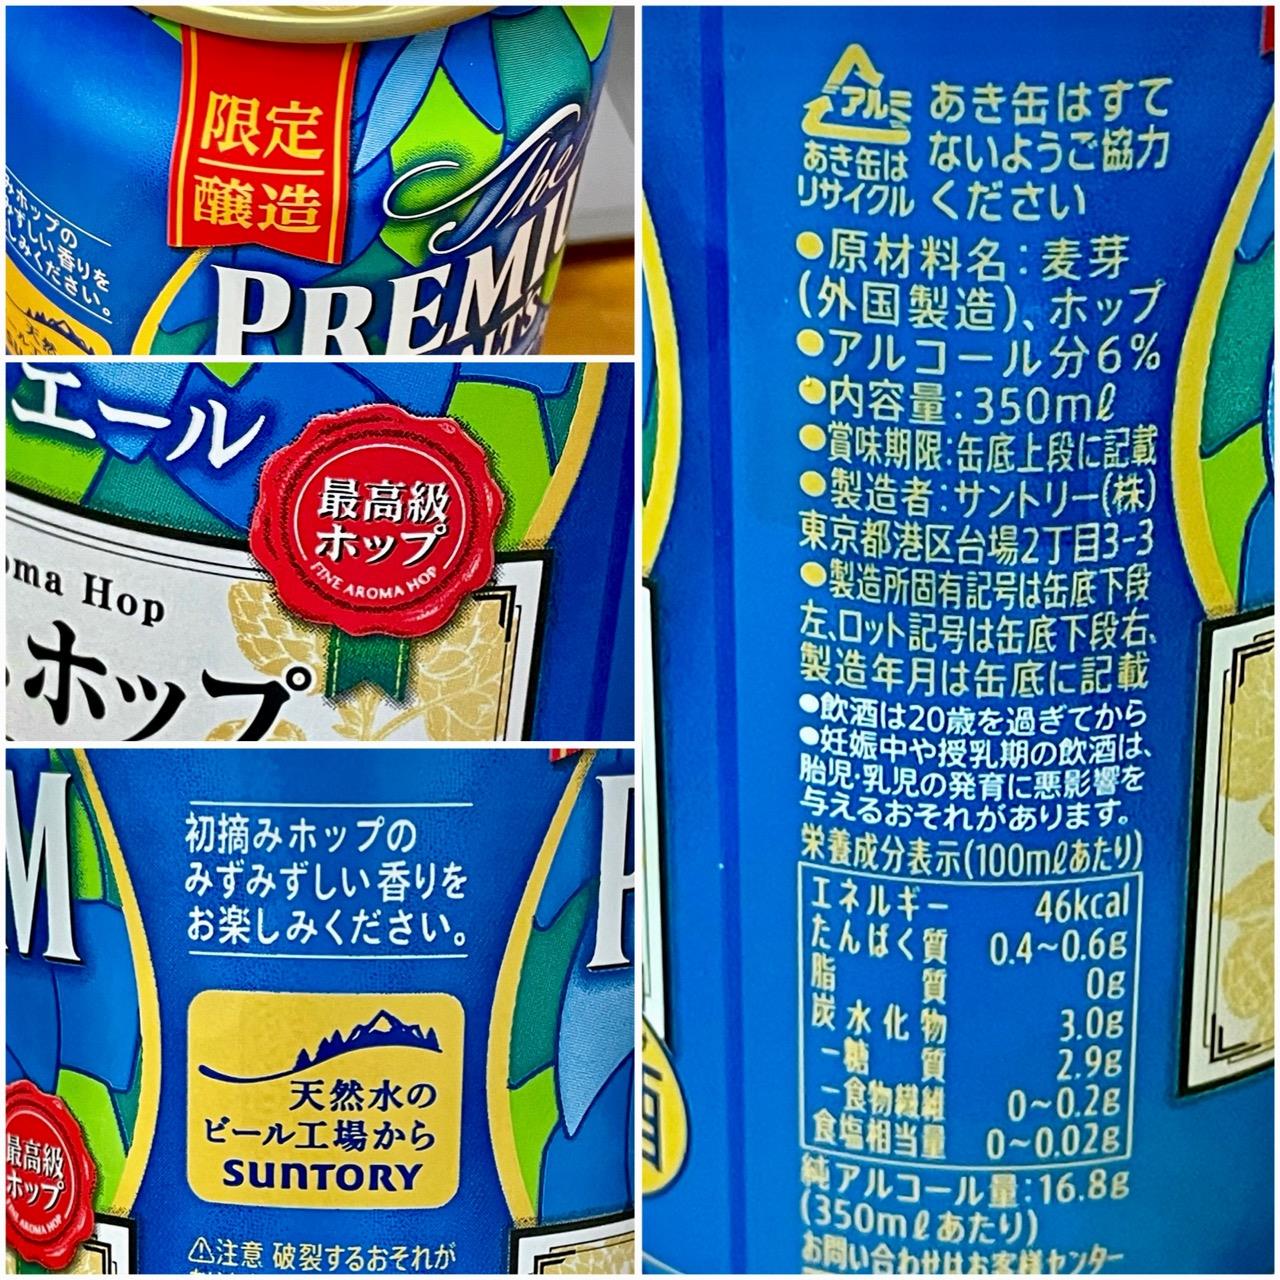 限定
醸造
The
PREMI
ホップの
みずしい香りを
しみください。
天然
エール
最高級
ホップ
FINE AROMA HOP
oma Hop
ホップ
M
初摘みホップの
みずみずしい香りを
お楽しみください。
天然水の
ビール工場から
SUNTORY
最高級
ホップ
FINE AROMA HOP
⚠注意 破裂するおそれが
アルミ
あき缶は
リサイクル
あき缶はすて
ないようご協力
ください
●原材料名:麦芽
(外国製造)、ホップ
●アルコール分6%
●内容量:350mℓ
●賞味期限:缶底上段に記載
●製造者:サントリー(株)
東京都港区台場2丁目3-3
●製造所固有記号は缶底下段
左、ロット記号は缶底下段右、
製造年月は缶底に記載
●飲酒は20歳を過ぎてから
●妊娠中や授乳期の飲酒は、
胎児・乳児の発育に悪影響を
与えるおそれがあります。
栄養成分表示(100mℓあたり)
エネルギー 46kcal
たんぱく質 0.4~0.6g
脂質 0g
炭水化物 3.0g
-糖質 2.9g
-食物繊維 0~0.2g
食塩相当量 0~0.02g
純アルコール量:16.8g
(350mℓあたり)
お問い合わせはお客様センター